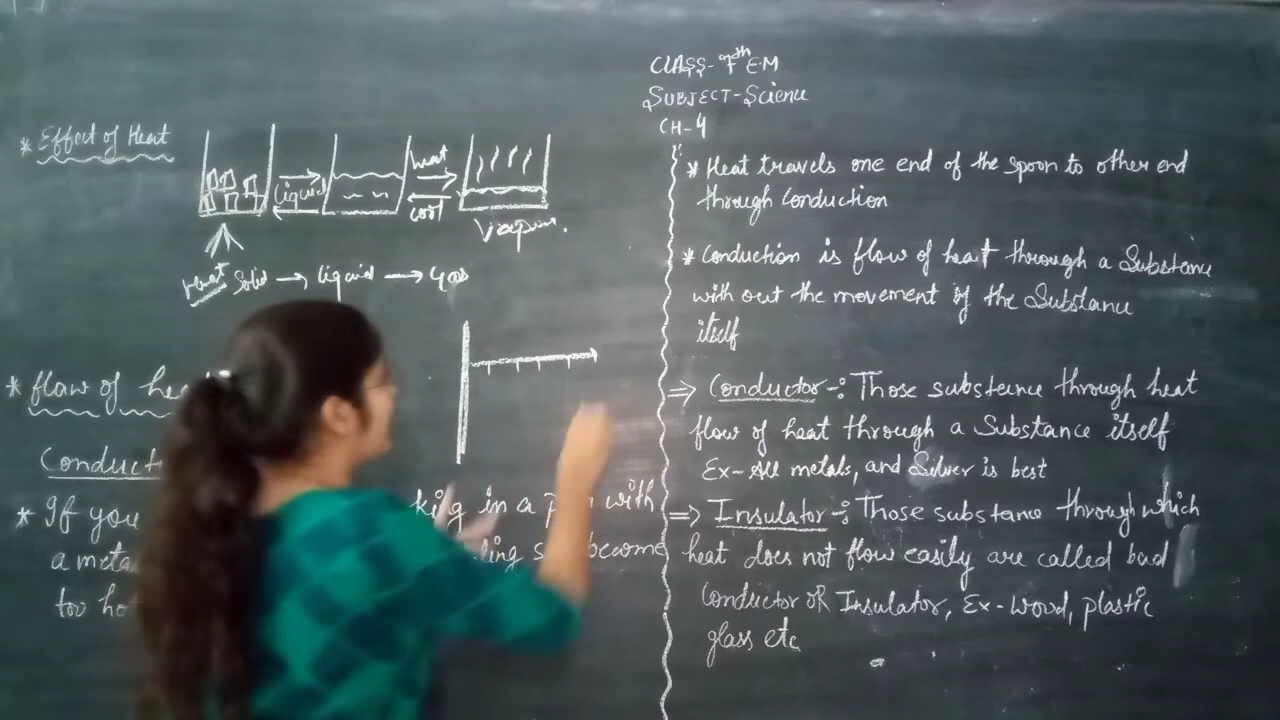 CLASS-7th E.M
SUBJECT-Science
CH-4
* Effect of Heat
liquid
heat
cool
Heat Solid → liquid → Gas
* flow of hea
Conduct
* If you king in a with
a meta ling become
too ho
* Heat travels one end of the spoon to other end
through Conduction
* Conduction is flow of heat through a Substance
with out the movement of the Substance
itself
⇒ Conductor-: Those substance through heat
flow of heat through a Substance itself
Ex-All metals, and Silver is best
⇒ Insulator-: Those substance through which
heat does not flow easily are called bad
Conductor OR Insulator, Ex-wood, plastic
glass etc